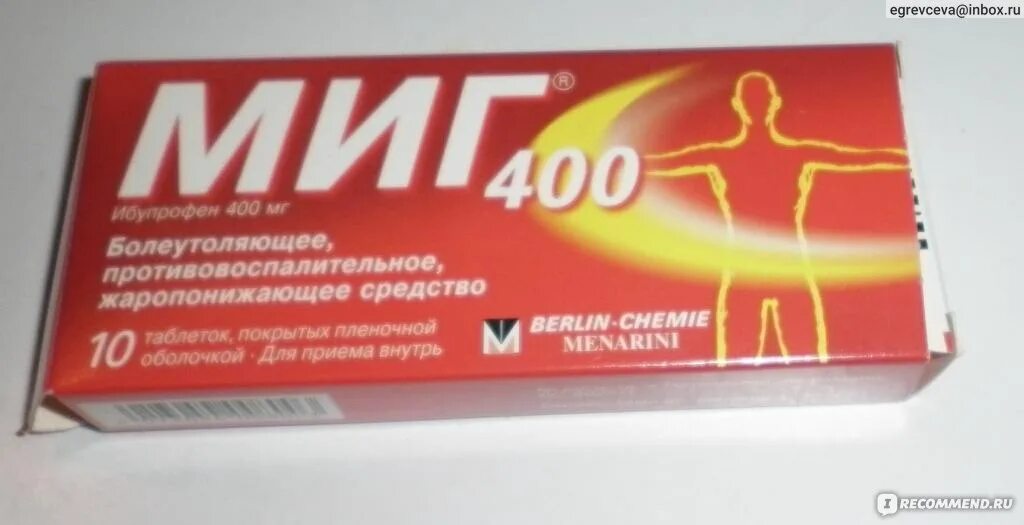 egrevceva@inbox.ru
МИГ®
400
Ибупрофен 400 мг
Болеутоляющее,
противовоспалительное,
жаропонижающее средство
10 таблеток, покрытых пленочной
оболочкой · Для приема внутрь
BERLIN-CHEMIE
MENARINI
I RECOMMEND.RU